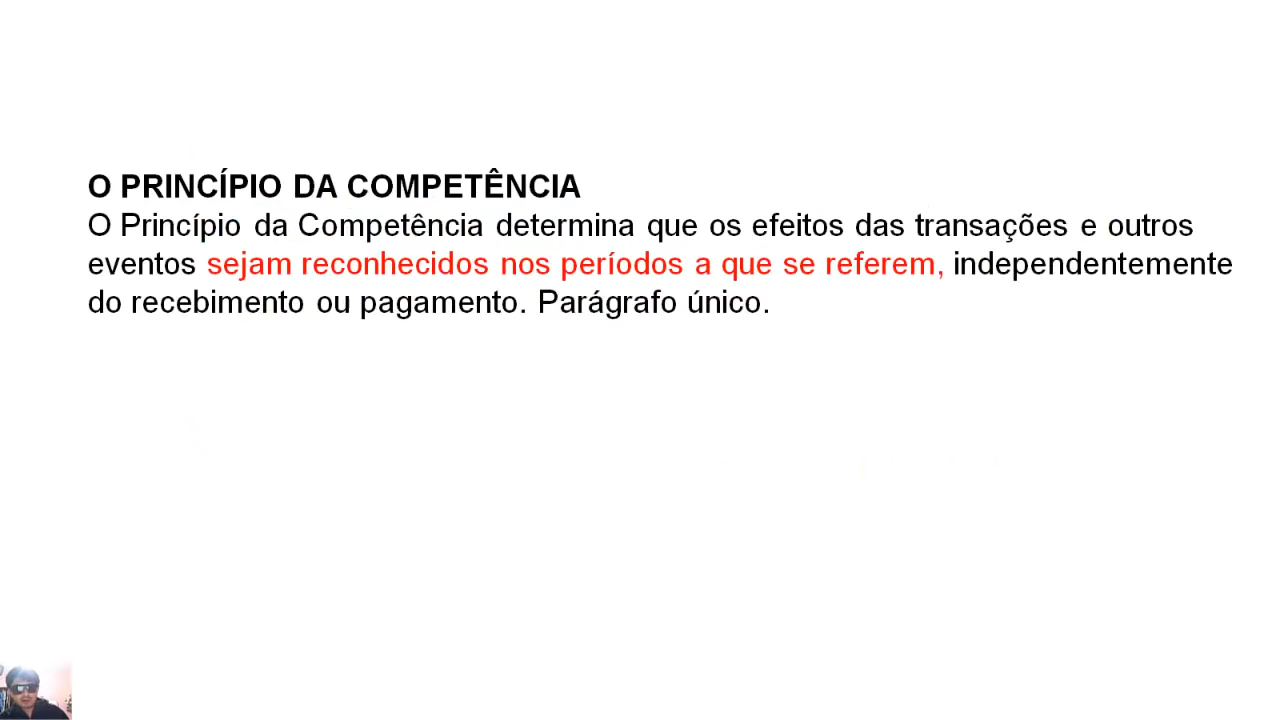 O PRINCÍPIO DA COMPETÊNCIA
O Princípio da Competência determina que os efeitos das transações e outros
eventos sejam reconhecidos nos períodos a que se referem, independentemente
do recebimento ou pagamento. Parágrafo único.